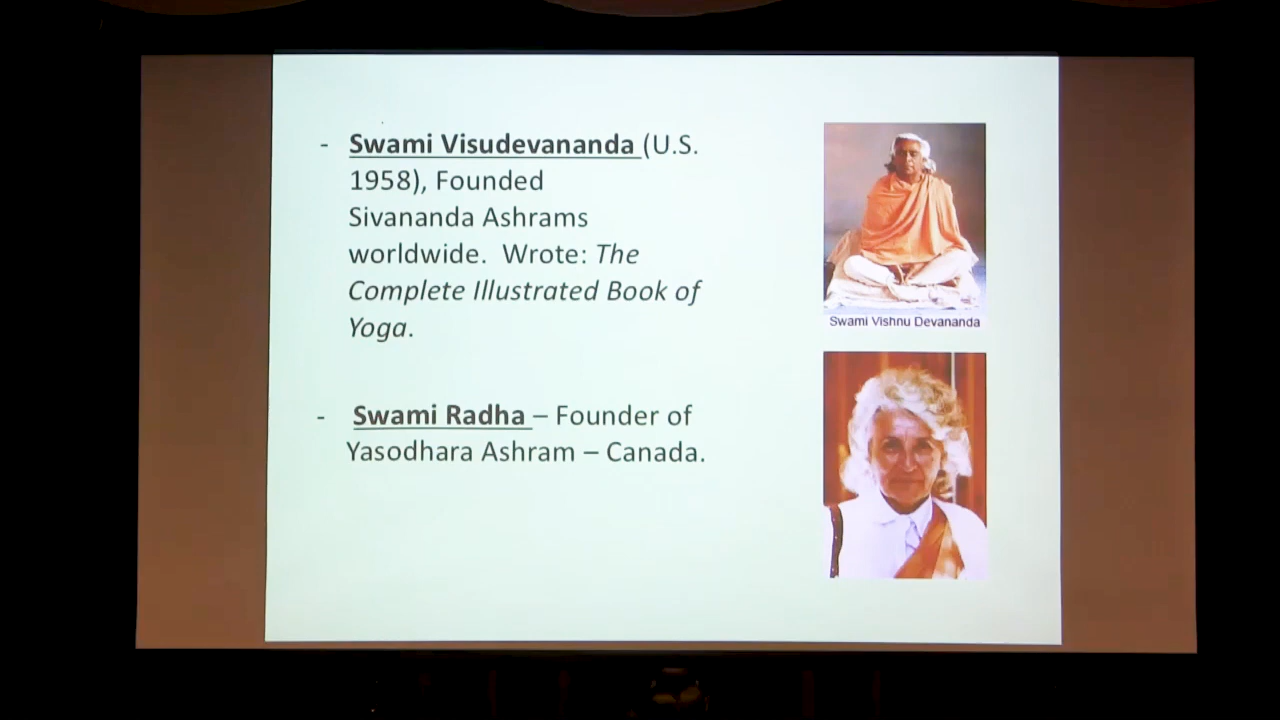 - Swami Visudevananda (U.S.
1958), Founded
Sivananda Ashrams
worldwide. Wrote: The
Complete Illustrated Book of
Yoga.
Swami Vishnu Devananda
- Swami Radha – Founder of
Yasodhara Ashram – Canada.